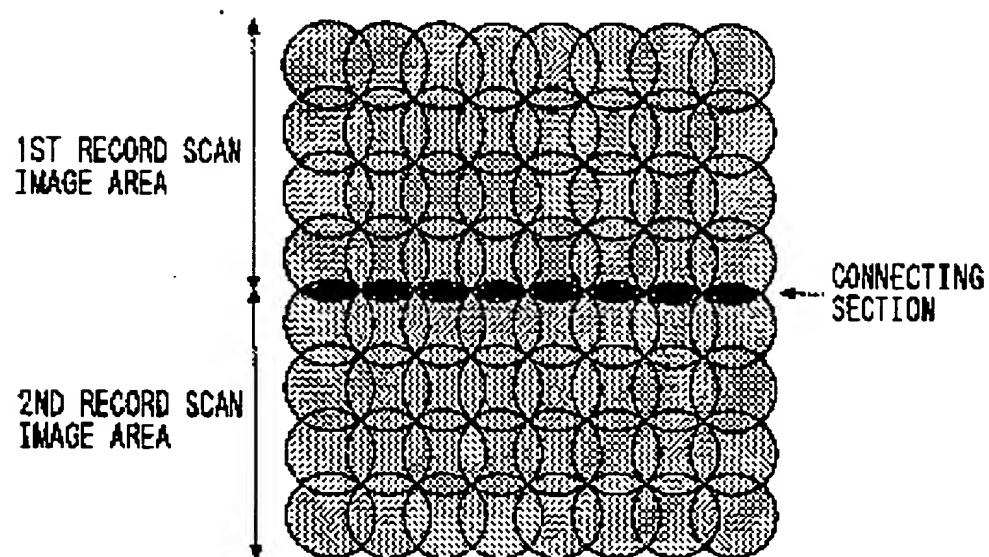 1ST RECORD SCAN
IMAGE AREA
CONNECTING
SECTION
2ND RECORD SCAN
IMAGE AREA